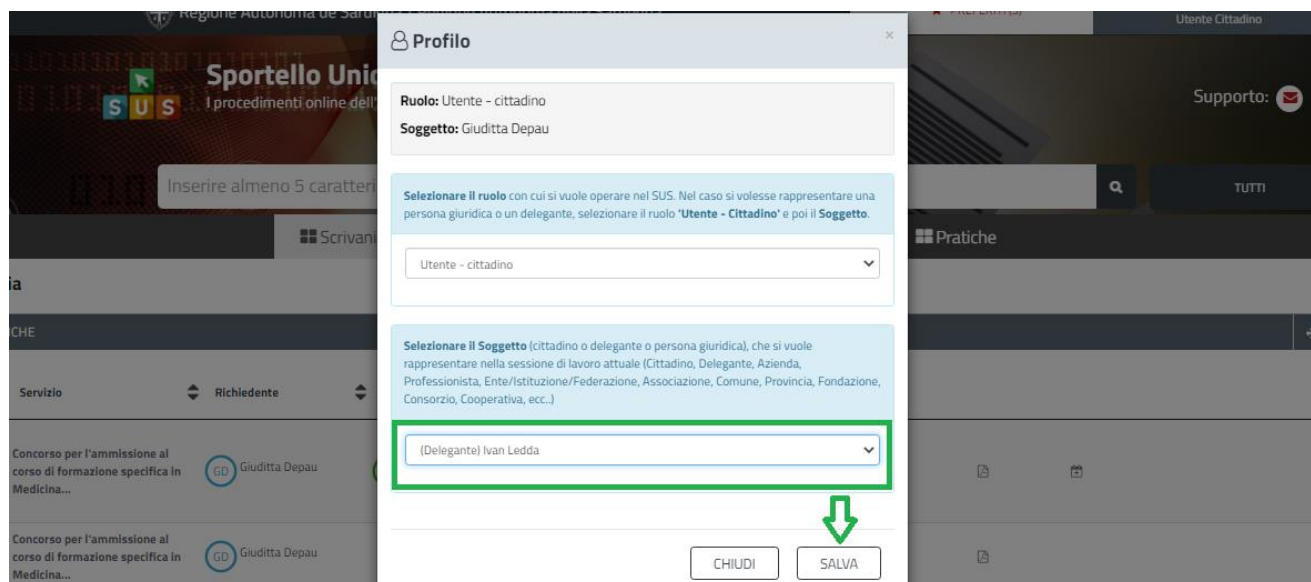 Utente Cittadino
Profilo
×
Sportello Unic
SUS
I procedimenti online dell'
Supporto:
Ruolo: Utente - cittadino
Soggetto: Giuditta Depau
Inserire almeno 5 caratteri
TUTTI
Selezionare il ruolo con cui si vuole operare nel SUS. Nel caso si volesse rappresentare una
persona giuridica o un delegante, selezionare il ruolo 'Utente - Cittadino' e poi il Soggetto.
Scrivani
Pratiche
Utente - cittadino
ia
CHE
Selezionare il Soggetto (cittadino o delegante o persona giuridica), che si vuole
rappresentare nella sessione di lavoro attuale (Cittadino, Delegante, Azienda,
Professionista, Ente/Istituzione/Federazione, Associazione, Comune, Provincia, Fondazione,
Consorzio, Cooperativa, ecc..)
Servizio
Richiedente
(Delegante) Ivan Ledda
Concorso per l'ammissione al
corso di formazione specifica in
Medicina...
GD Giuditta Depau
Concorso per l'ammissione al
corso di formazione specifica in
Medicina...
GD Giuditta Depau
CHIUDI
SALVA